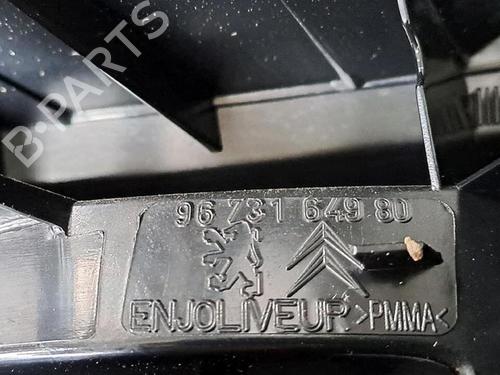 B-PARTS
96 731 649 80
ENJOLIVEUR >PMMA<